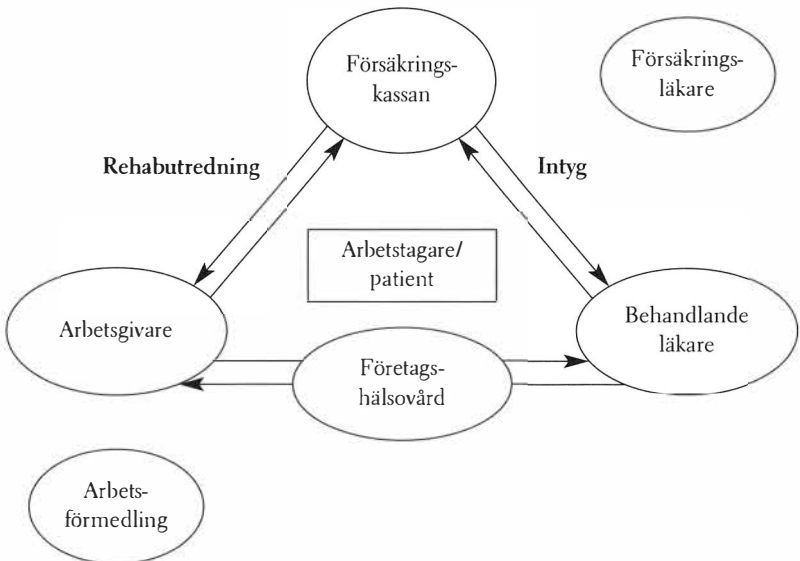 Försäkrings-
kassan
Försäkrings-
läkare
Rehabutredning
Intyg
Arbetstagare/
patient
Arbetsgivare
Behandlande
läkare
Företags-
hälsovård
Arbets-
förmedling